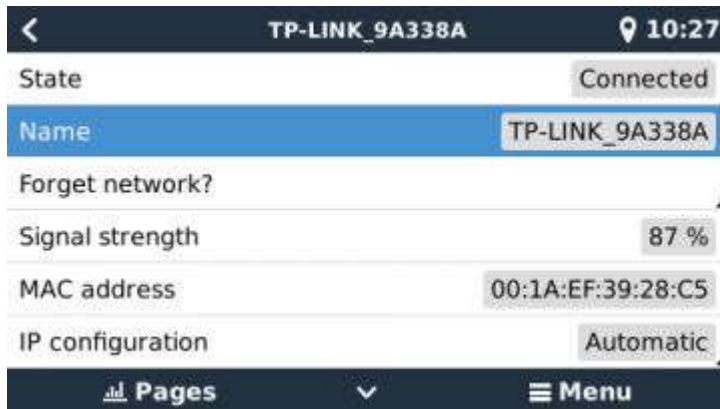 TP-LINK_9A338A 10:27
State Connected
Name TP-LINK_9A338A
Forget network?
Signal strength 87 %
MAC address 00:1A:EF:39:28:C5
IP configuration Automatic
Pages Menu